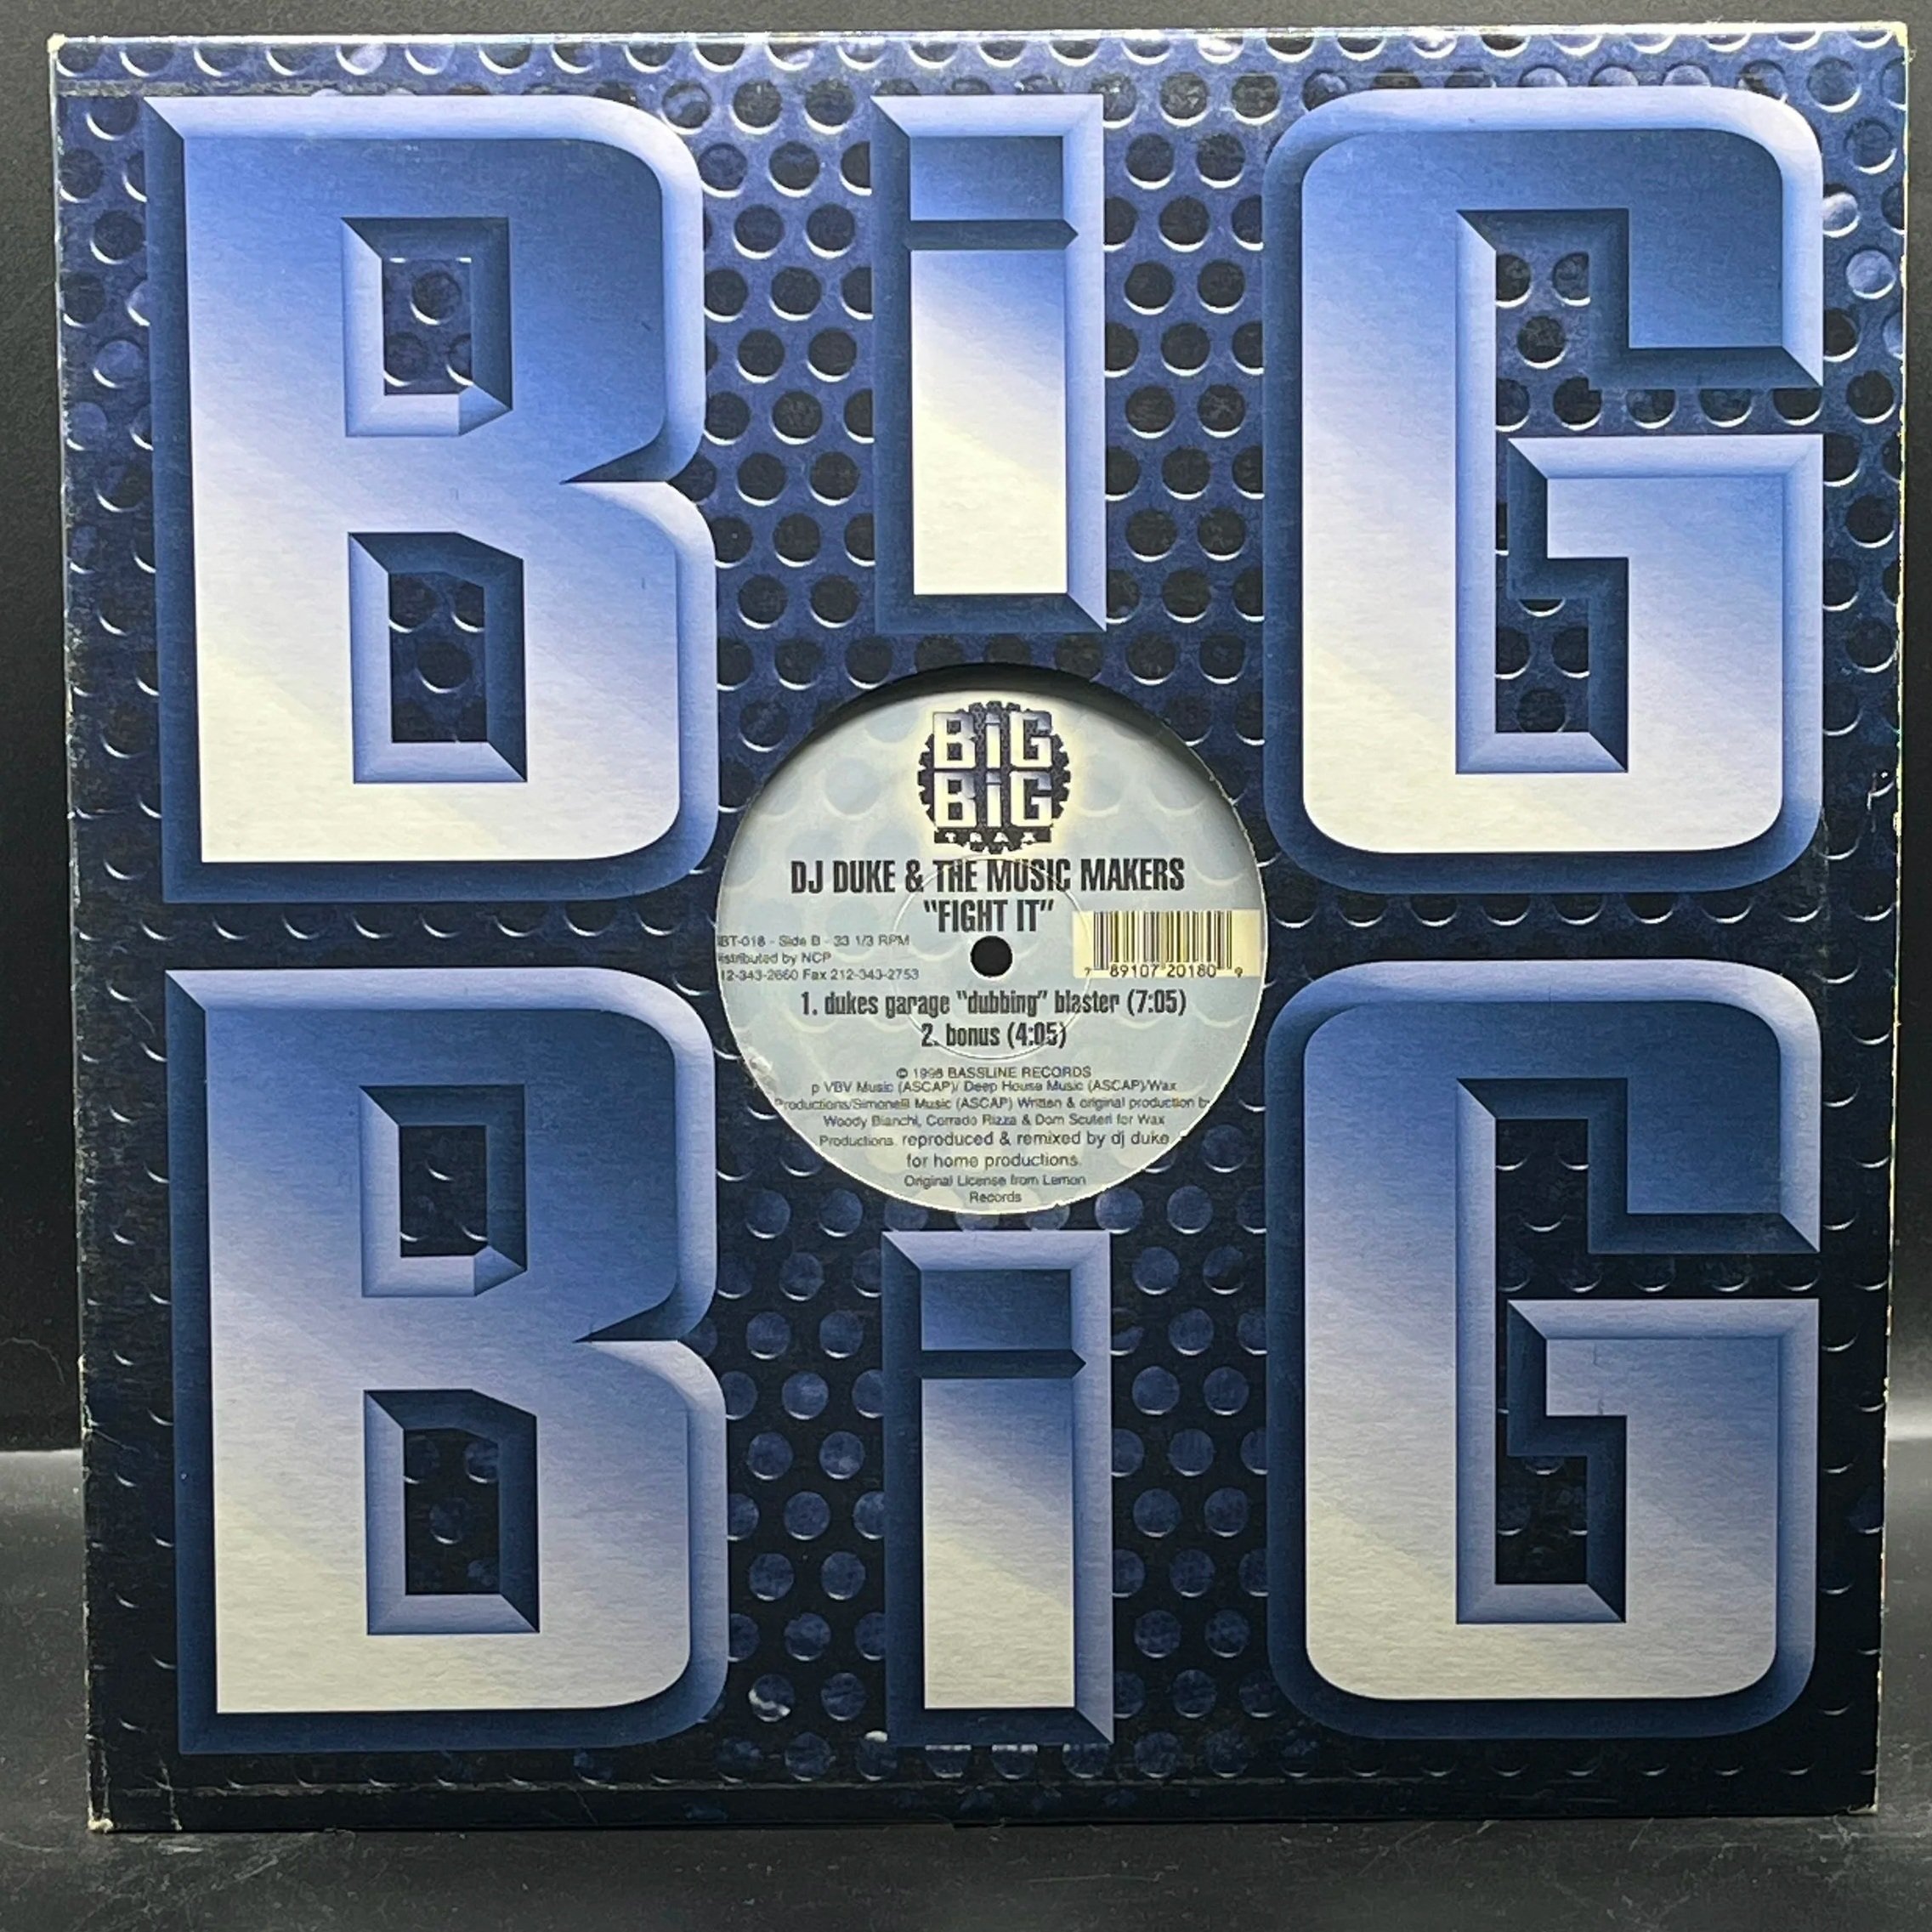 BiG
BiG
BiG
TRAX
DJ DUKE & THE MUSIC MAKERS
"FIGHT IT"
BT-018 - Side B - 33 1/3 RPM
istributed by NCP
12-343-2660 Fax 212-343-2753
7 89107 20180 9
1. dukes garage "dubbing" blaster (7:05)
2. bonus (4:05)
© 1998 BASSLINE RECORDS
p VBV Music (ASCAP)/ Deep House Music (ASCAP)/Wax
Productions/Simonelli Music (ASCAP) Written & original production by
Woody Bianchi, Corrado Rizza & Dom Scuteri for Wax
Productions. reproduced & remixed by dj duke
for home productions.
Original License from Lemon
Records
BiG